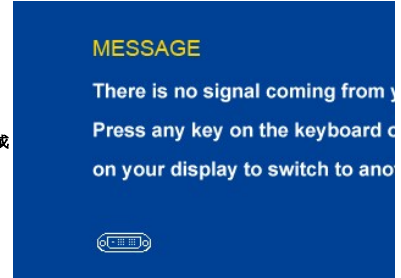 MESSAGE
There is no signal coming from
Press any key on the keyboard
on your display to switch to